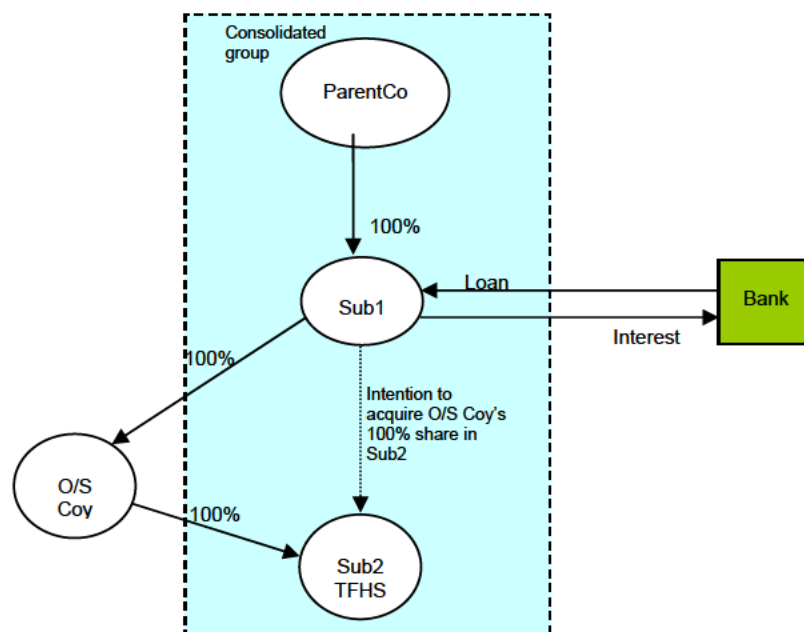 Consolidated
group
ParentCo
100%
Loan
Bank
Sub1
Interest
100%
Intention to
acquire O/S Coy's
100% share in
Sub2
O/S
Coy
100%
Sub2
TFHS